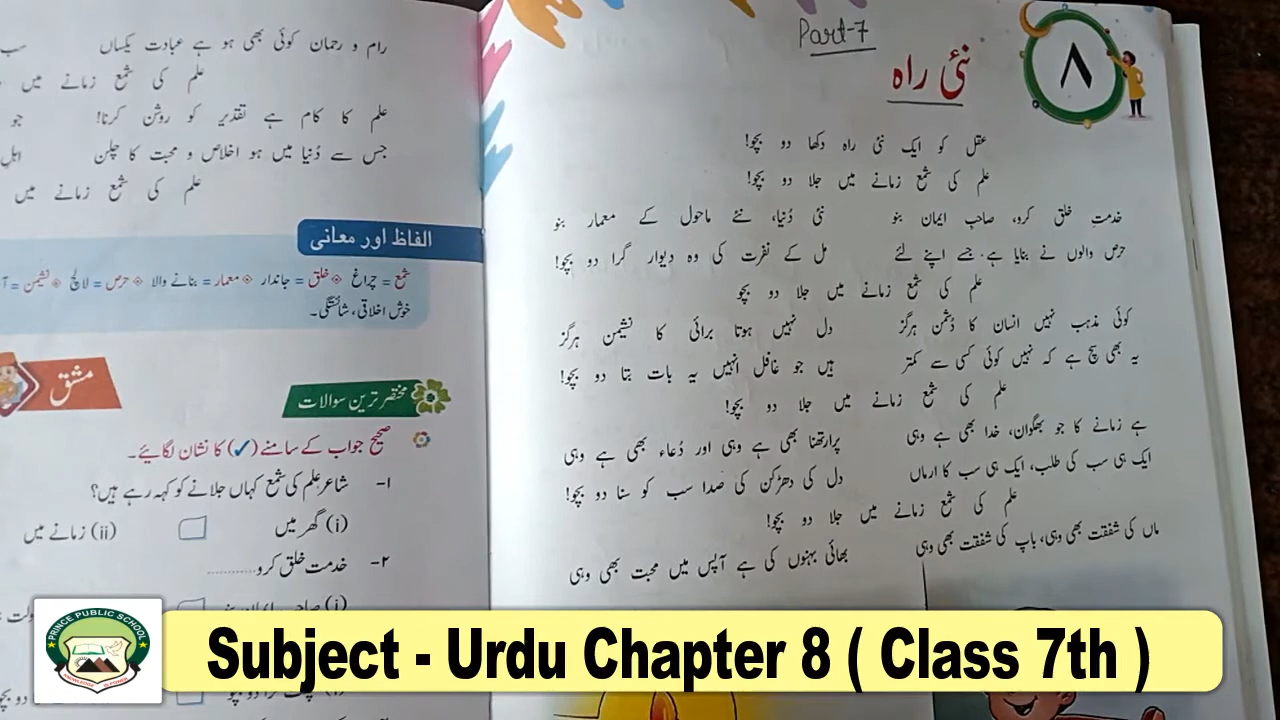 Part-7
۸
نئی راہ
عقل کو ایک نئی راہ دکھا دو بچو!
علم کی شمع زمانے میں جلا دو بچو!
خدمتِ خلق کرو، صاحبِ ایمان بنو نئی دُنیا، نئے ماحول کے معمار بنو
حرص والوں نے بنایا ہے جسے اپنے لئے مل کے نفرت کی وہ دیوار گرا دو بچو!
علم کی شمع زمانے میں جلا دو بچو
کوئی مذہب نہیں انسان کا دُشمن ہرگز دل نہیں ہوتا برائی کا نشیمن ہرگز
یہ بھی سچ ہے کہ نہیں کوئی کسی سے کمتر ہیں جو غافل اُنہیں یہ بات بتا دو بچو!
علم کی شمع زمانے میں جلا دو بچو!
ہے زمانے کا جو بھگوان، خدا بھی ہے وہی پرارتھنا بھی ہے وہی اور دُعاء بھی ہے وہی
ایک ہی سب کی طلب، ایک ہی سب کا ارماں دل کی دھڑکن کی صدا سب کو سنا دو بچو!
علم کی شمع زمانے میں جلا دو بچو!
ماں کی شفقت بھی وہی، باپ کی شفقت بھی وہی بھائی بہنوں کی ہے آپس میں محبت بھی وہی
رام و رحمان کوئی بھی ہو ہے عبادت یکساں سب
علم کی شمع زمانے میں
علم کا کام ہے تقدیر کو روشن کرنا! جو
جس سے دُنیا میں ہو اخلاص و محبت کا چلن اہلِ
علم کی شمع زمانے میں
الفاظ اور معانی
شمع = چراغ خلق = جاندار معمار = بنانے والا حرص = لالچ نشیمن =
خوش اخلاقی، شائستگی۔
مشق
مختصر ترین سوالات
صحیح جواب کے سامنے (✓) کا نشان لگائیے۔
۱- شاعر علم کی شمع کہاں جلانے کو کہہ رہے ہیں؟
(i) گھر میں (ii) زمانے میں
۲- خدمت خلق کرو............
(i)
PRINCE PUBLIC SCHOOL
Subject - Urdu Chapter 8 ( Class 7th )